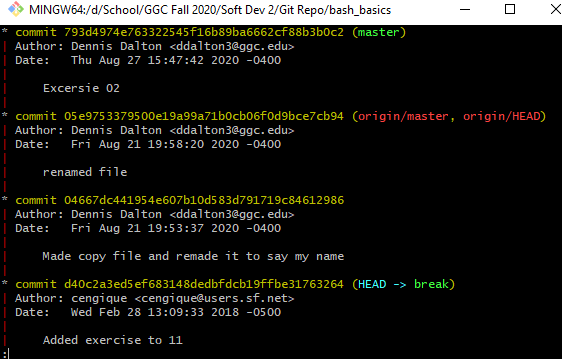 MINGW64:/d/School/GGC Fall 2020/Soft Dev 2/Git Repo/bash_basics
* commit 793d4974e763322545f16b89ba6662cf88b3b0c2 (master)
| Author: Dennis Dalton <ddalton3@ggc.edu>
| Date:   Thu Aug 27 15:47:42 2020 -0400
|
|     Excersie 02
|
* commit 05e9753379500e19a99a71b0cb06f0d9bce7cb94 (origin/master, origin/HEAD)
| Author: Dennis Dalton <ddalton3@ggc.edu>
| Date:   Fri Aug 21 19:58:20 2020 -0400
|
|     renamed file
|
* commit 04667dc441954e607b10d583d791719c84612986
| Author: Dennis Dalton <ddalton3@ggc.edu>
| Date:   Fri Aug 21 19:53:37 2020 -0400
|
|     Made copy file and remade it to say my name
|
* commit d40c2a3ed5ef683148dedbfdcb19ffbe31763264 (HEAD -> break)
| Author: cengique <cengique@users.sf.net>
| Date:   Wed Feb 28 13:09:33 2018 -0500
|
|     Added exercise to 11
: